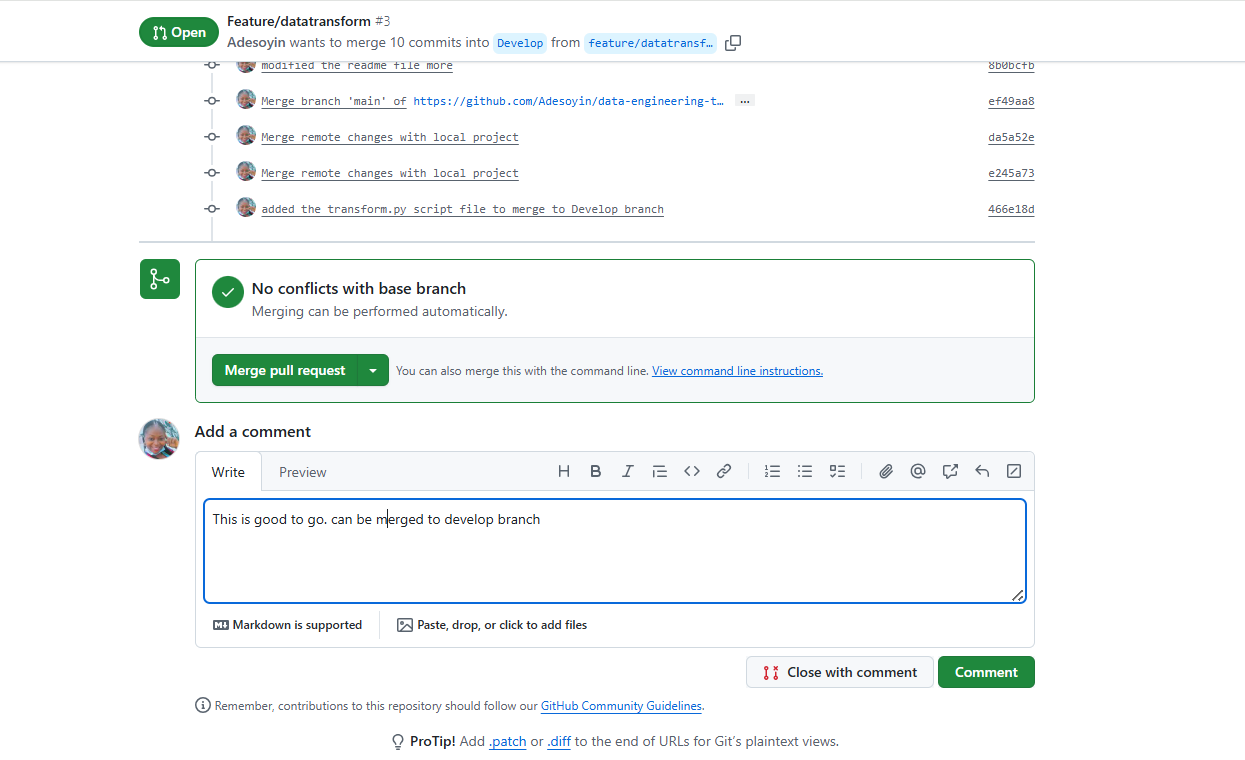 Open
Feature/datatransform #3
Adesoyin wants to merge 10 commits into Develop from feature/datatransf…
modified the readme file more 8b0bcfb
Merge branch 'main' of https://github.com/Adesoyin/data-engineering-t… … ef49aa8
Merge remote changes with local project da5a52e
Merge remote changes with local project e245a73
added the transform.py script file to merge to Develop branch 466e18d
No conflicts with base branch
Merging can be performed automatically.
Merge pull request You can also merge this with the command line. View command line instructions.
Add a comment
Write Preview
This is good to go. can be merged to develop branch
Markdown is supported Paste, drop, or click to add files
Close with comment Comment
Remember, contributions to this repository should follow our GitHub Community Guidelines.
ProTip! Add .patch or .diff to the end of URLs for Git’s plaintext views.